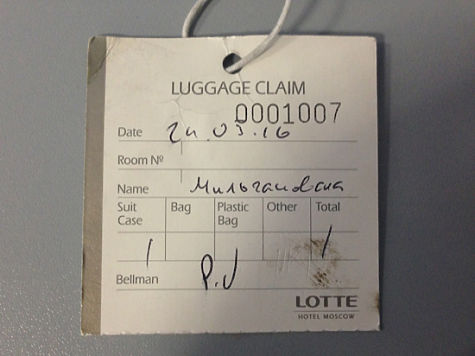 LUGGAGE CLAIM
0001007
Date 24.03.16
Room №
Name
Suit Case Bag Plastic Bag Other Total
1 1
Bellman P.V
LOTTE
HOTEL MOSCOW